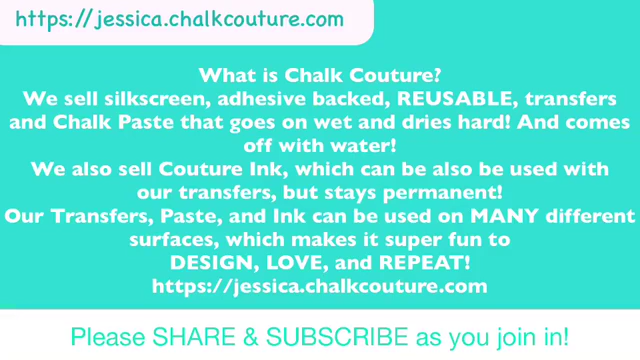 https://jessica.chalkcouture.com
What is Chalk Couture?
We sell silkscreen, adhesive backed, REUSABLE, transfers
and Chalk Paste that goes on wet and dries hard! And comes
off with water!
We also sell Couture Ink, which can be also be used with
our transfers, but stays permanent!
Our Transfers, Paste, and Ink can be used on MANY different
surfaces, which makes it super fun to
DESIGN, LOVE, and REPEAT!
https://jessica.chalkcouture.com
Please SHARE & SUBSCRIBE as you join in!